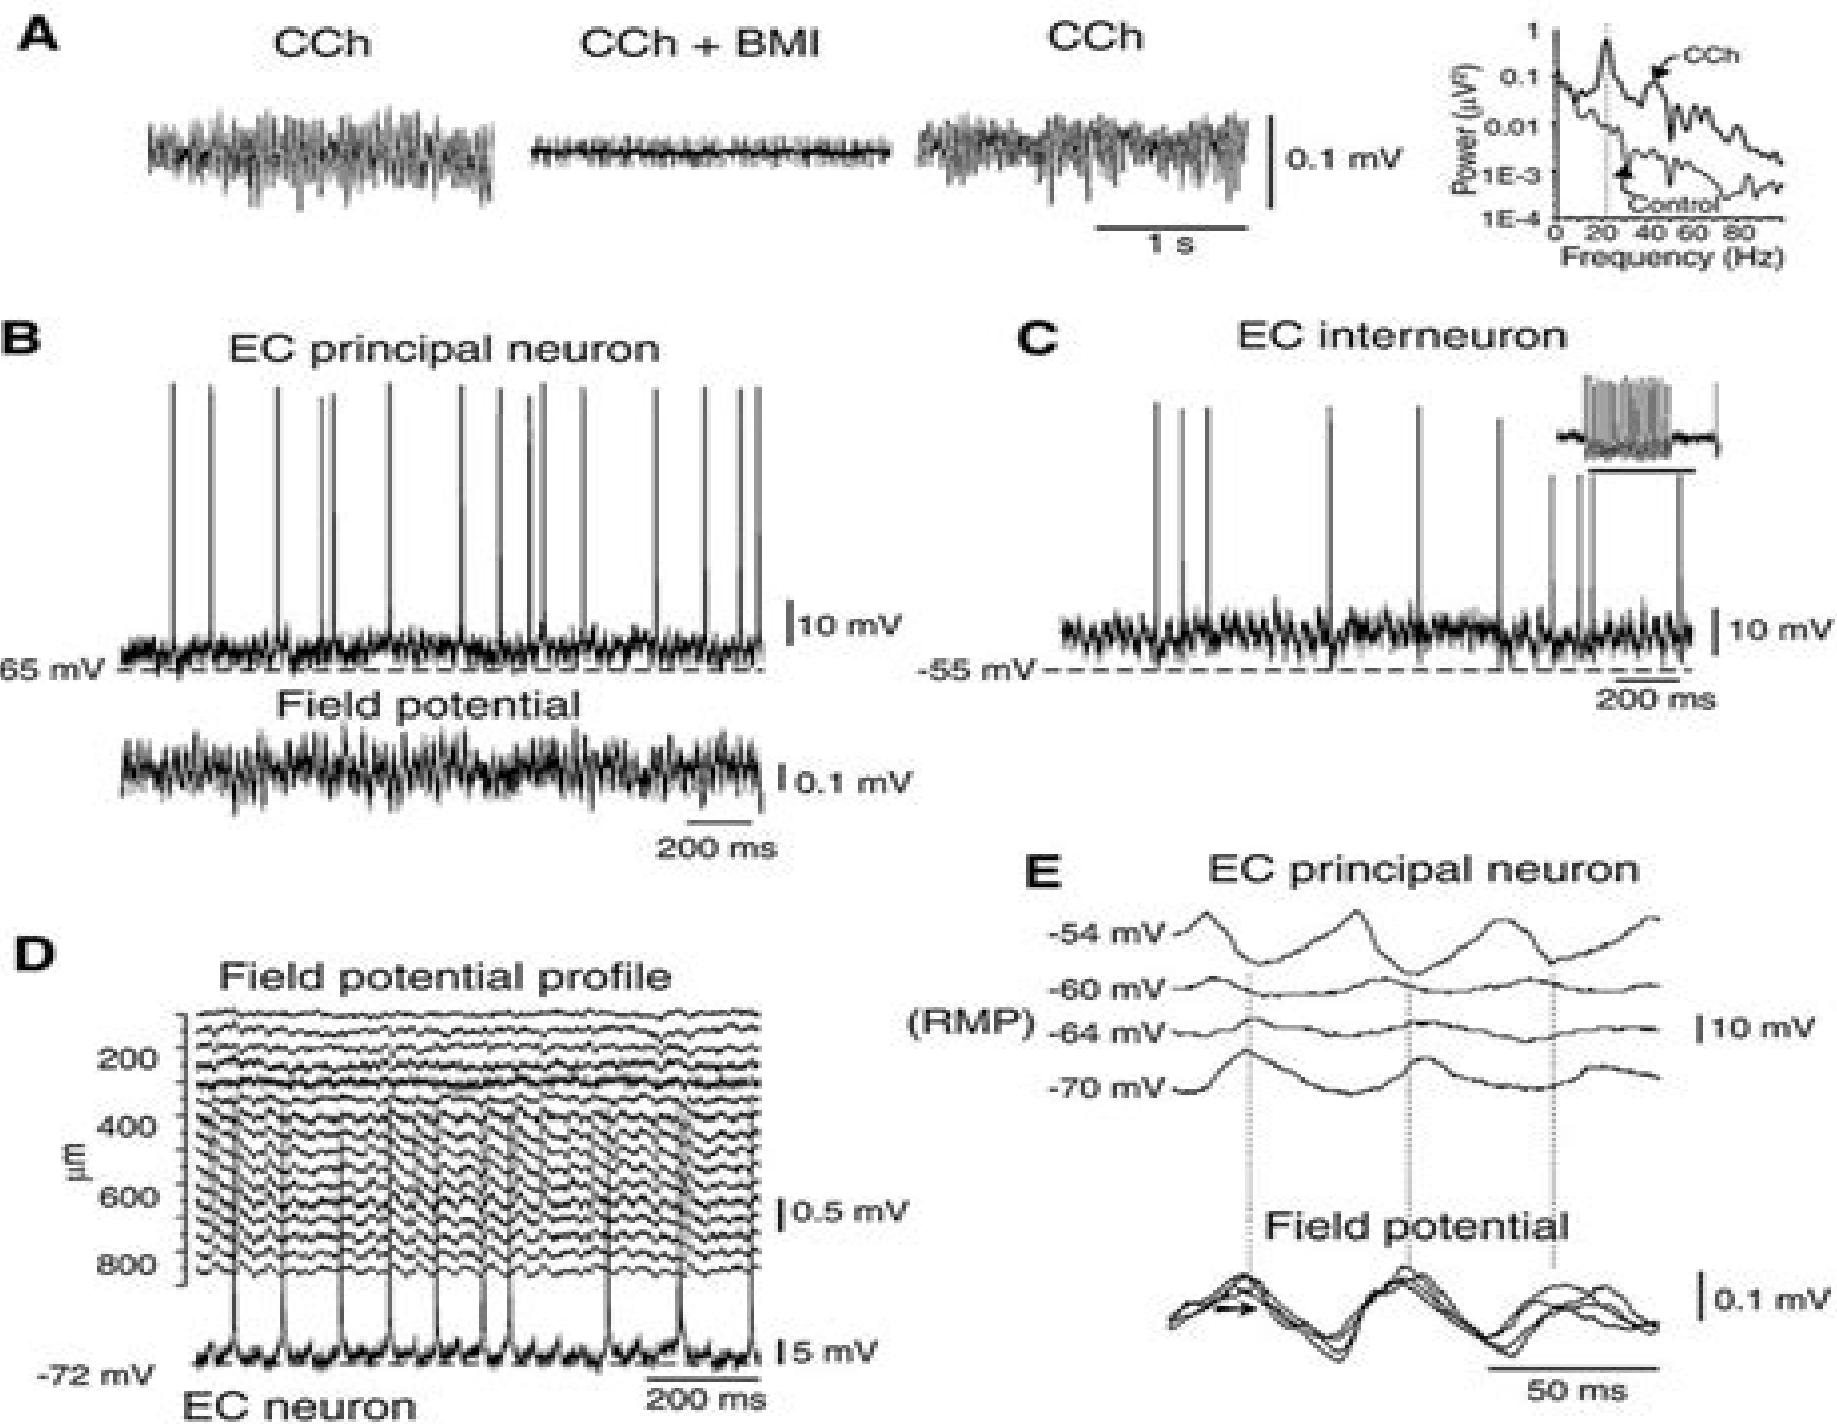 A
CCh
CCh + BMI
CCh
0.1 mV
1 s
Power (μV²)
1
0.1
0.01
1E-3
1E-4
CCh
Control
0 20 40 60 80
Frequency (Hz)
B
EC principal neuron
10 mV
65 mV
Field potential
0.1 mV
200 ms
C
EC interneuron
10 mV
-55 mV
200 ms
D
Field potential profile
200
400
600
800
μm
0.5 mV
5 mV
-72 mV
200 ms
EC neuron
E
EC principal neuron
-54 mV
-60 mV
(RMP) -64 mV
10 mV
-70 mV
Field potential
0.1 mV
50 ms